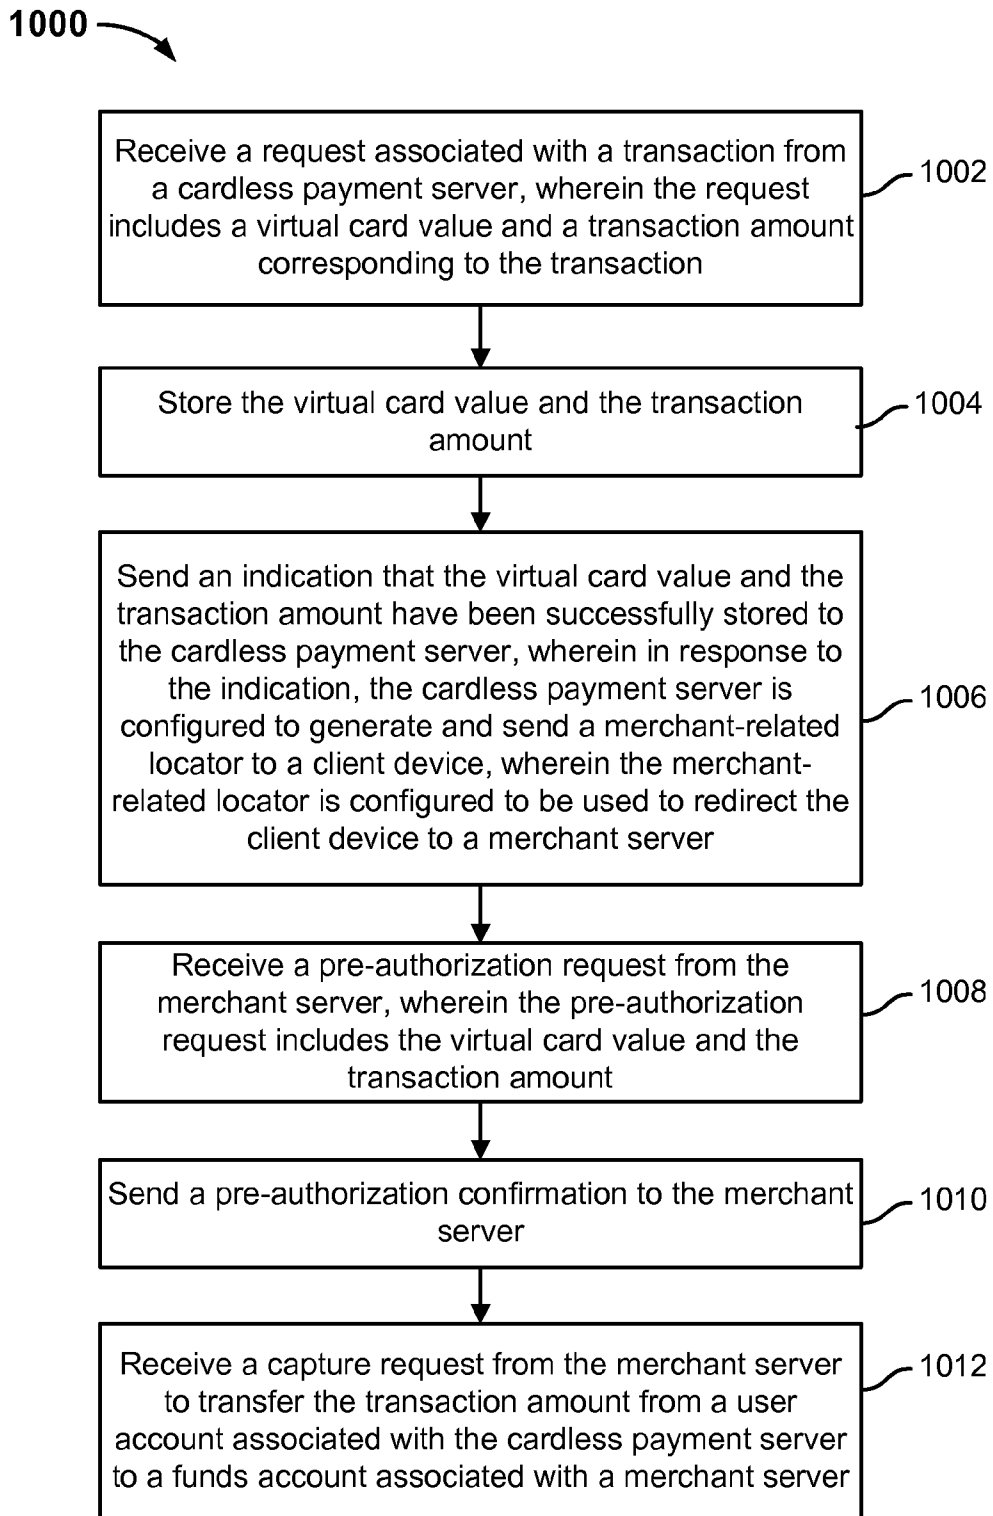 1000
Receive a request associated with a transaction from
a cardless payment server, wherein the request
includes a virtual card value and a transaction amount
corresponding to the transaction
1002
Store the virtual card value and the transaction
amount
1004
Send an indication that the virtual card value and the
transaction amount have been successfully stored to
the cardless payment server, wherein in response to
the indication, the cardless payment server is
configured to generate and send a merchant-related
locator to a client device, wherein the merchant-
related locator is configured to be used to redirect the
client device to a merchant server
1006
Receive a pre-authorization request from the
merchant server, wherein the pre-authorization
request includes the virtual card value and the
transaction amount
1008
Send a pre-authorization confirmation to the merchant
server
1010
Receive a capture request from the merchant server
to transfer the transaction amount from a user
account associated with the cardless payment server
to a funds account associated with a merchant server
1012